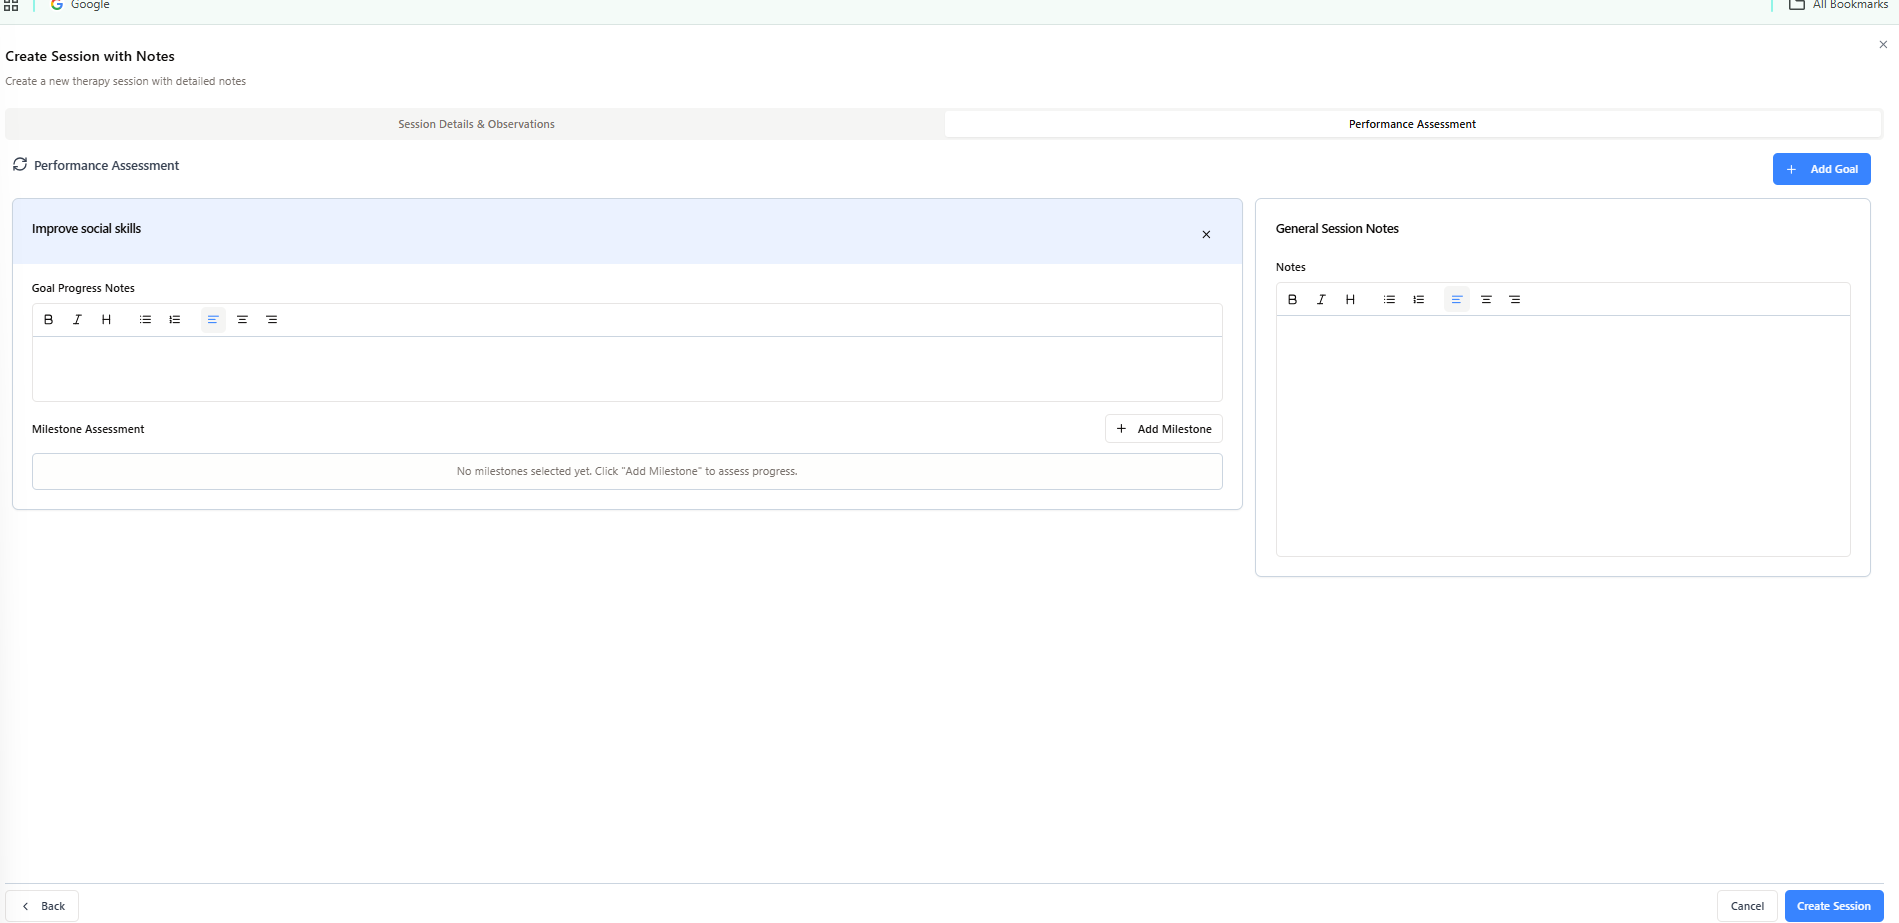 Google
All Bookmarks
Create Session with Notes
Create a new therapy session with detailed notes
Session Details & Observations
Performance Assessment
Performance Assessment
Add Goal
Improve social skills
Goal Progress Notes
B I H
Milestone Assessment
Add Milestone
No milestones selected yet. Click "Add Milestone" to assess progress.
General Session Notes
Notes
B I H
Back
Cancel
Create Session